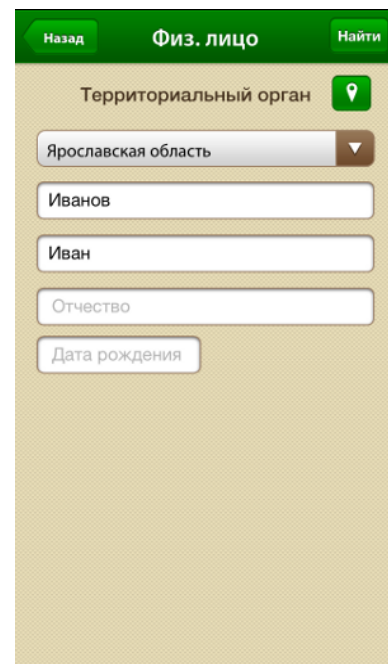 Назад Физ. лицо Найти
Территориальный орган
Ярославская область
Иванов
Иван
Отчество
Дата рождения